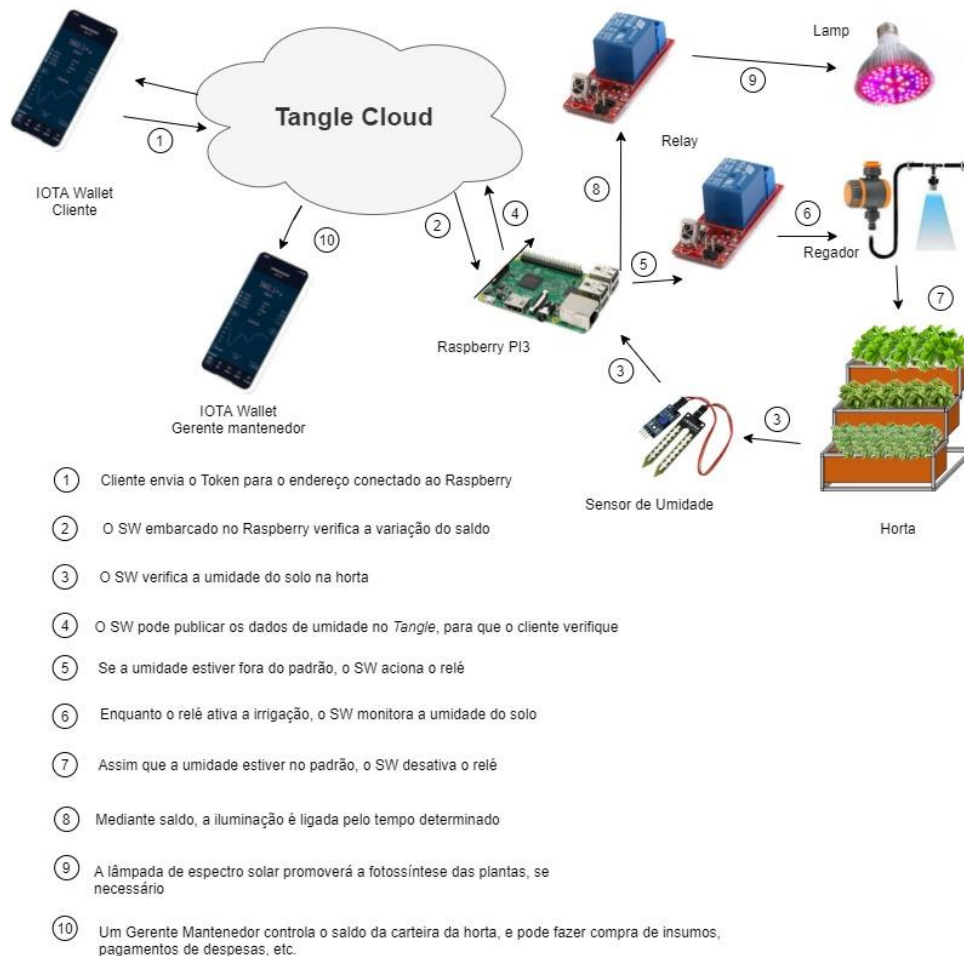 Tangle Cloud
Lamp
1
9
IOTA Wallet
Cliente
Relay
8
2
4
6
10
5
Regador
7
Raspberry PI3
3
IOTA Wallet
Gerente mantenedor
3
Sensor de Umidade
Horta
1 Cliente envia o Token para o endereço conectado ao Raspberry
2 O SW embarcado no Raspberry verifica a variação do saldo
3 O SW verifica a umidade do solo na horta
4 O SW pode publicar os dados de umidade no Tangle, para que o cliente verifique
5 Se a umidade estiver fora do padrão, o SW aciona o relé
6 Enquanto o relé ativa a irrigação, o SW monitora a umidade do solo
7 Assim que a umidade estiver no padrão, o SW desativa o relé
8 Mediante saldo, a iluminação é ligada pelo tempo determinado
9 A lâmpada de espectro solar promoverá a fotossíntese das plantas, se
necessário
10 Um Gerente Mantenedor controla o saldo da carteira da horta, e pode fazer compra de insumos,
pagamentos de despesas, etc.